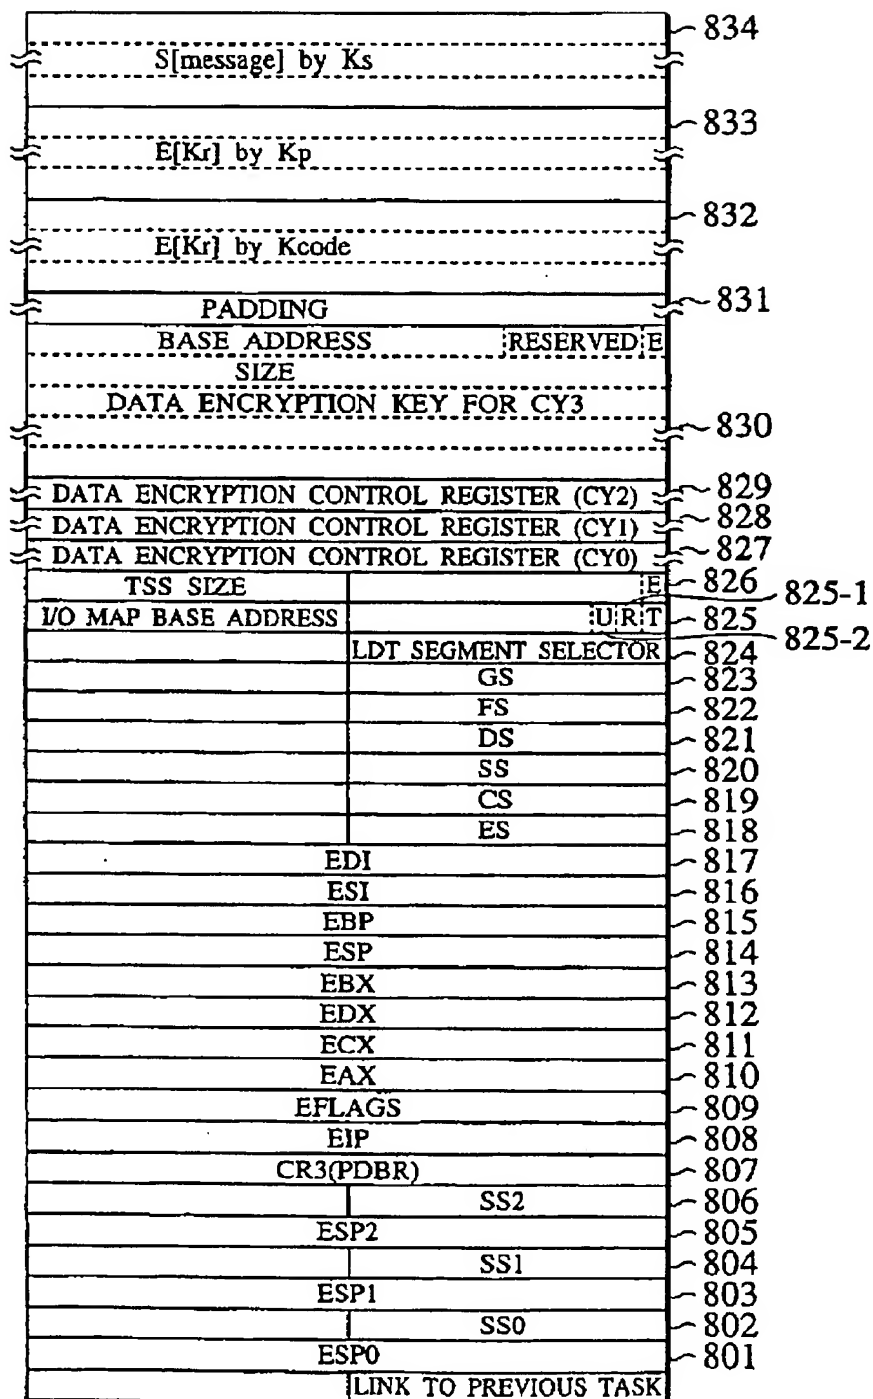 834
S[message] by Ks
833
E[Kr] by Kp
832
E[Kr] by Kcode
831
PADDING
BASE ADDRESS RESERVED E
SIZE
DATA ENCRYPTION KEY FOR CY3
830
DATA ENCRYPTION CONTROL REGISTER (CY2) 829
DATA ENCRYPTION CONTROL REGISTER (CY1) 828
DATA ENCRYPTION CONTROL REGISTER (CY0) 827
TSS SIZE E 826
825-1
I/O MAP BASE ADDRESS U R T 825
825-2
LDT SEGMENT SELECTOR 824
GS 823
FS 822
DS 821
SS 820
CS 819
ES 818
EDI 817
ESI 816
EBP 815
ESP 814
EBX 813
EDX 812
ECX 811
EAX 810
EFLAGS 809
EIP 808
CR3(PDBR) 807
SS2 806
ESP2 805
SS1 804
ESP1 803
SS0 802
ESP0 801
LINK TO PREVIOUS TASK